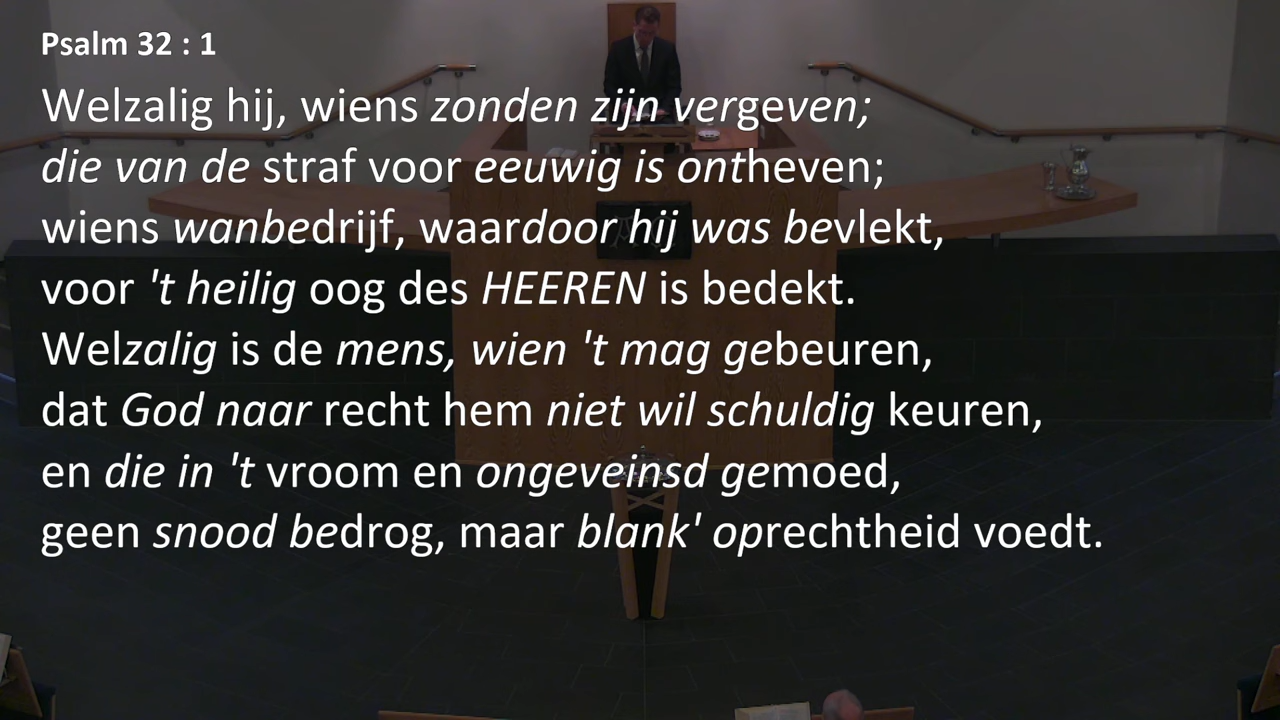 Psalm 32 : 1
Welzalig hij, wiens zonden zijn vergeven;
die van de straf voor eeuwig is ontheven;
wiens wanbedrijf, waardoor hij was bevlekt,
voor 't heilig oog des HEEREN is bedekt.
Welzalig is de mens, wien 't mag gebeuren,
dat God naar recht hem niet wil schuldig keuren,
en die in 't vroom en ongeveinsd gemoed,
geen snood bedrog, maar blank' oprechtheid voedt.